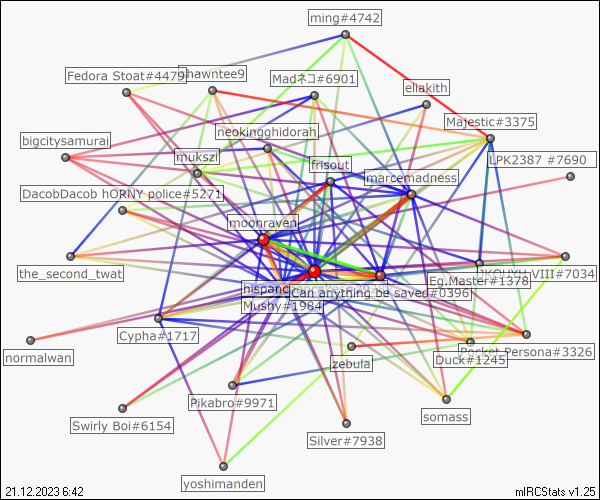 ming#4742
Fedora Stoat#4479
shawntee9
Madネコ#6901
eliakith
Majestic#3375
bigcitysamurai
neokingghidorah
mukszi
frisout
marcemadness
LPK2387 #7690
DacobDacob hORNY police#5271
moonraven
the_second_twat
Eg.Master#1378
VIII#7034
Can anything be saved#0396
Mushy#1984
Cypha#1717
normalwan
zebula
Duck#1245
Pocket Persona#3326
Pikabro#9971
somass
Swirly Boi#6154
Silver#7938
yoshimanden
21.12.2023 6:42
mIRCStats v1.25